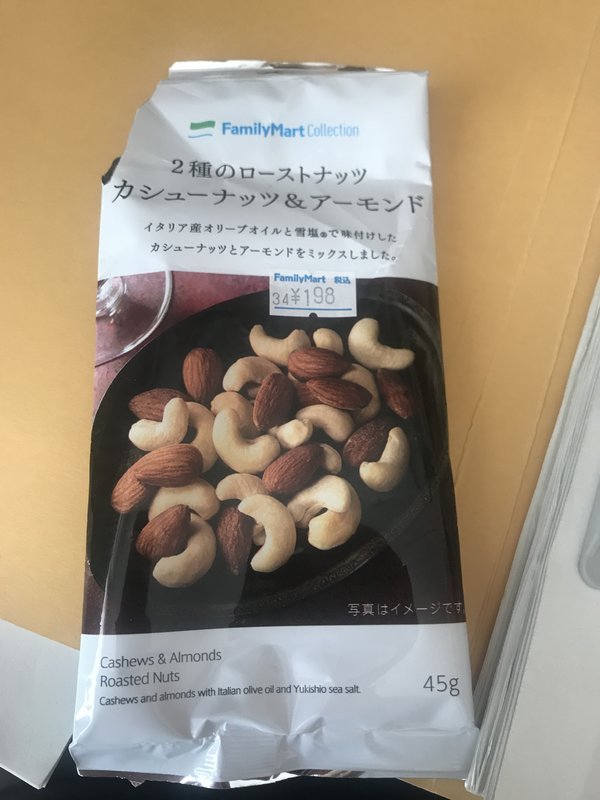 FamilyMart Collection
2種のローストナッツ
カシューナッツ&アーモンド
イタリア産オリーブオイルと雪塩®で味付けした
カシューナッツとアーモンドをミックスしました。
FamilyMart 税込
34¥198
写真はイメージです
Cashews & Almonds
Roasted Nuts
Cashews and almonds with Italian olive oil and Yukishio sea salt.
45g